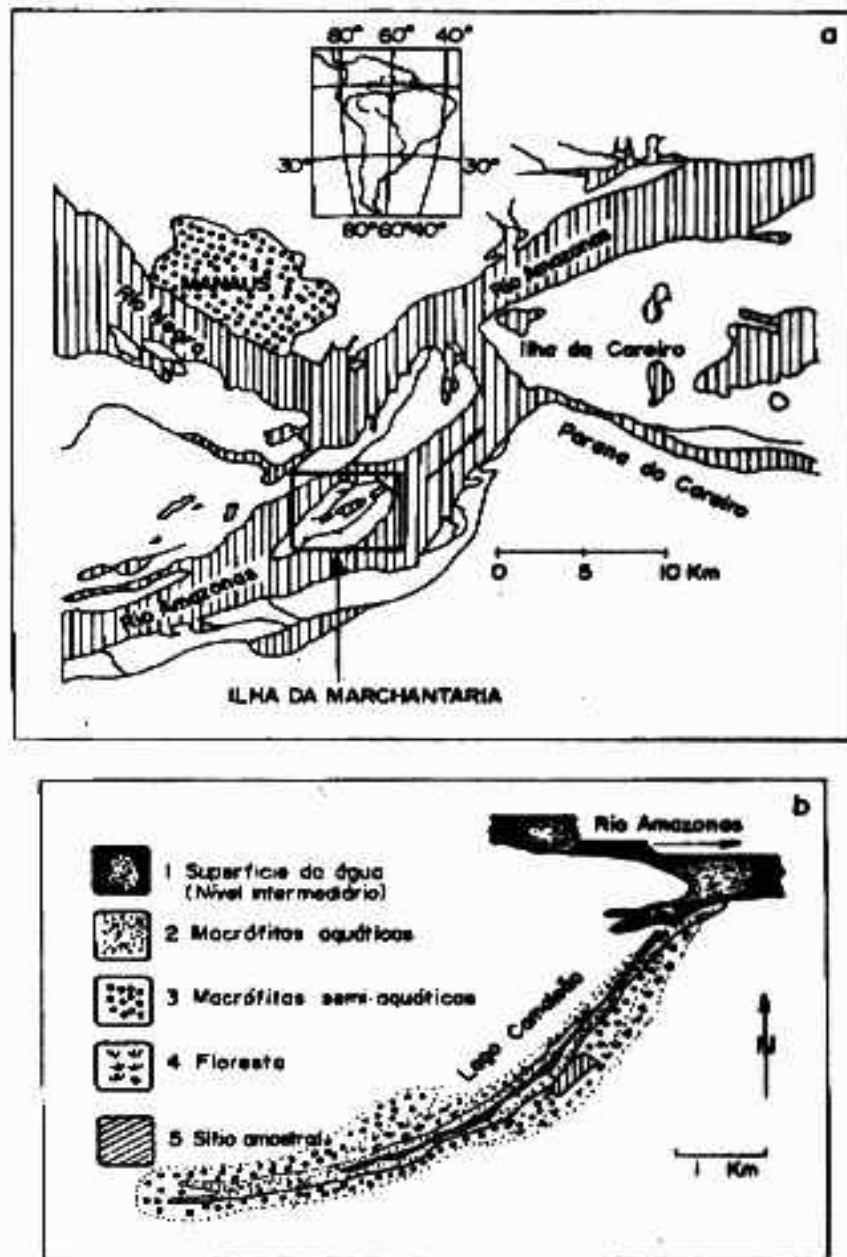 a
80° 60° 40°
30° 30°
80° 60° 40°
MANAUS
Rio Negro
Rio Amazonas
Ilha do Careiro
Parana do Careiro
0 5 10 Km
Rio Amazonas
ILHA DA MARCHANTARIA
b
Rio Amazonas
1 Superfície da água
(Nível intermediário)
2 Macrófitas aquáticas
3 Macrófitas semi-aquáticas
4 Floresta
5 Sítio amostral
Lago Camaleão
N
1 Km